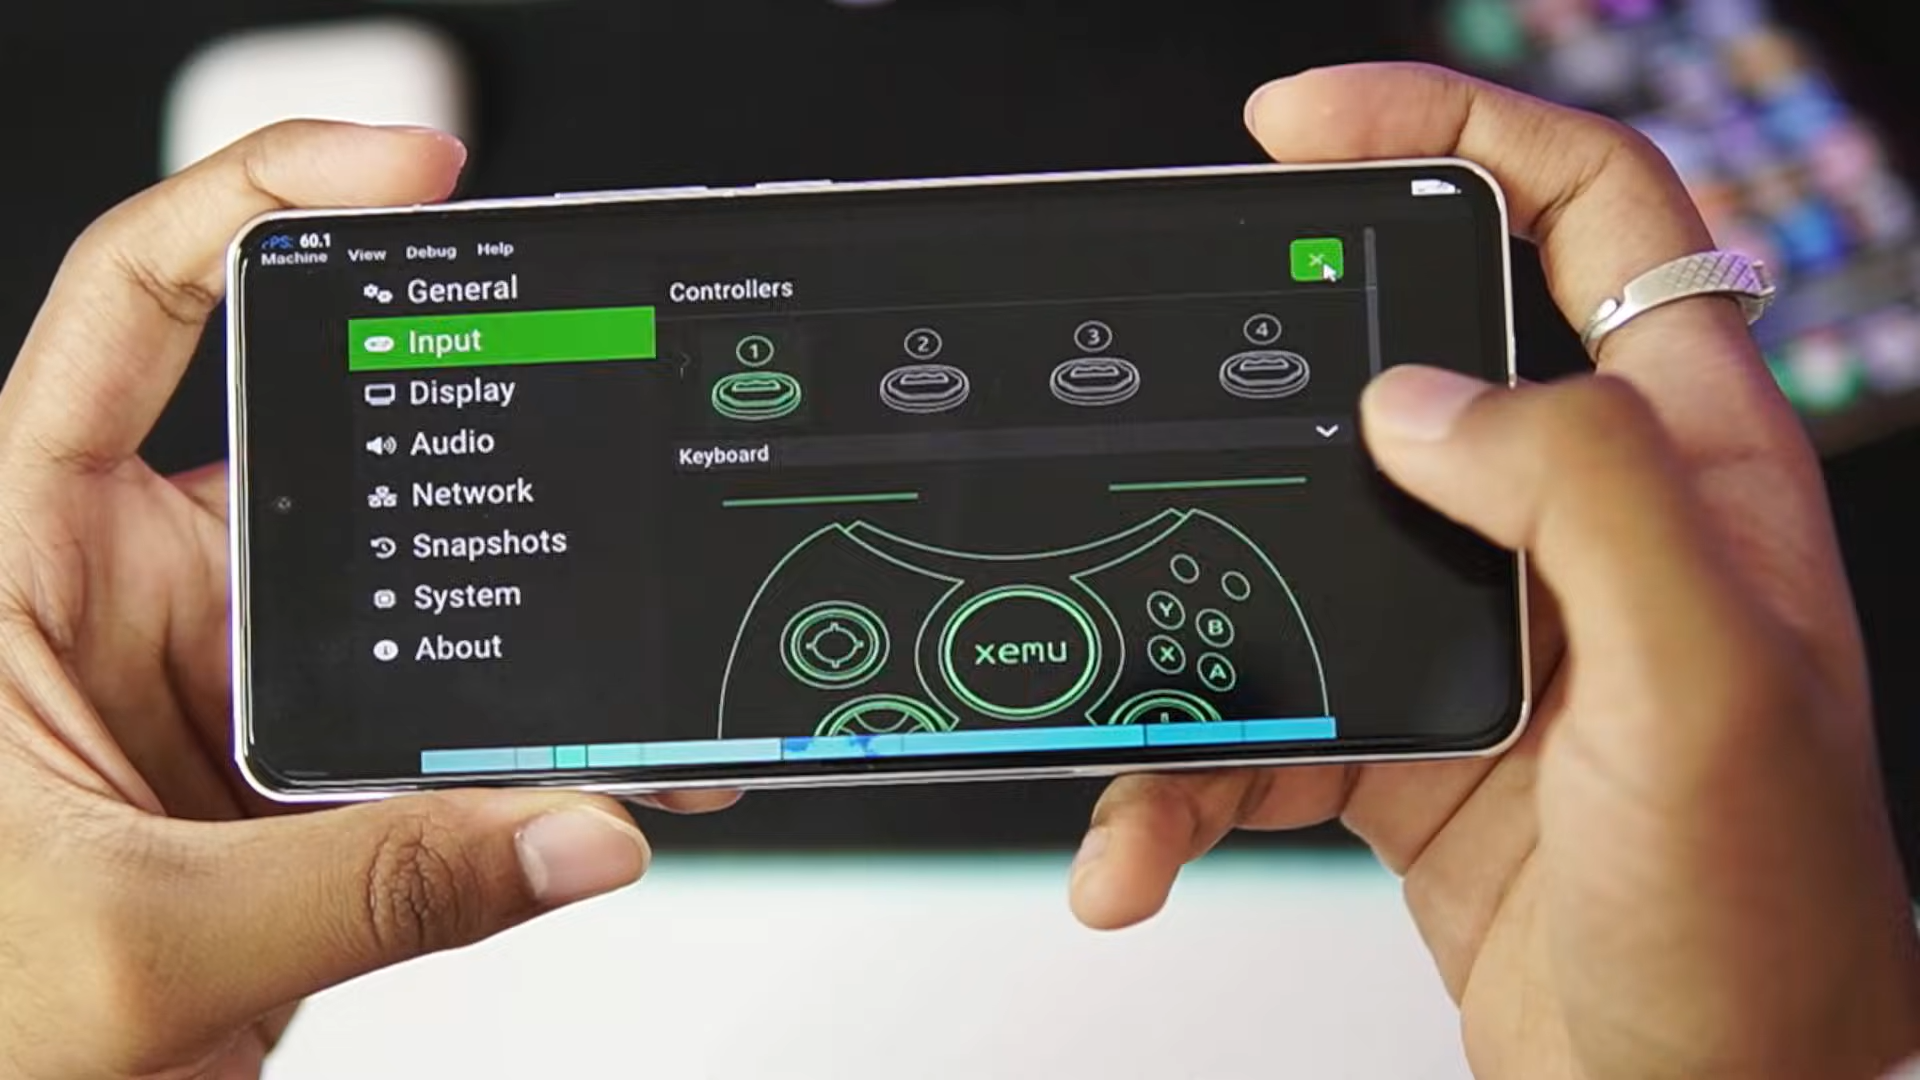 FPS: 60.1
Machine View Debug Help
General
Input
Display
Audio
Network
Snapshots
System
About
Controllers
1 2 3 4
Keyboard
xemu
Y
B
X
A